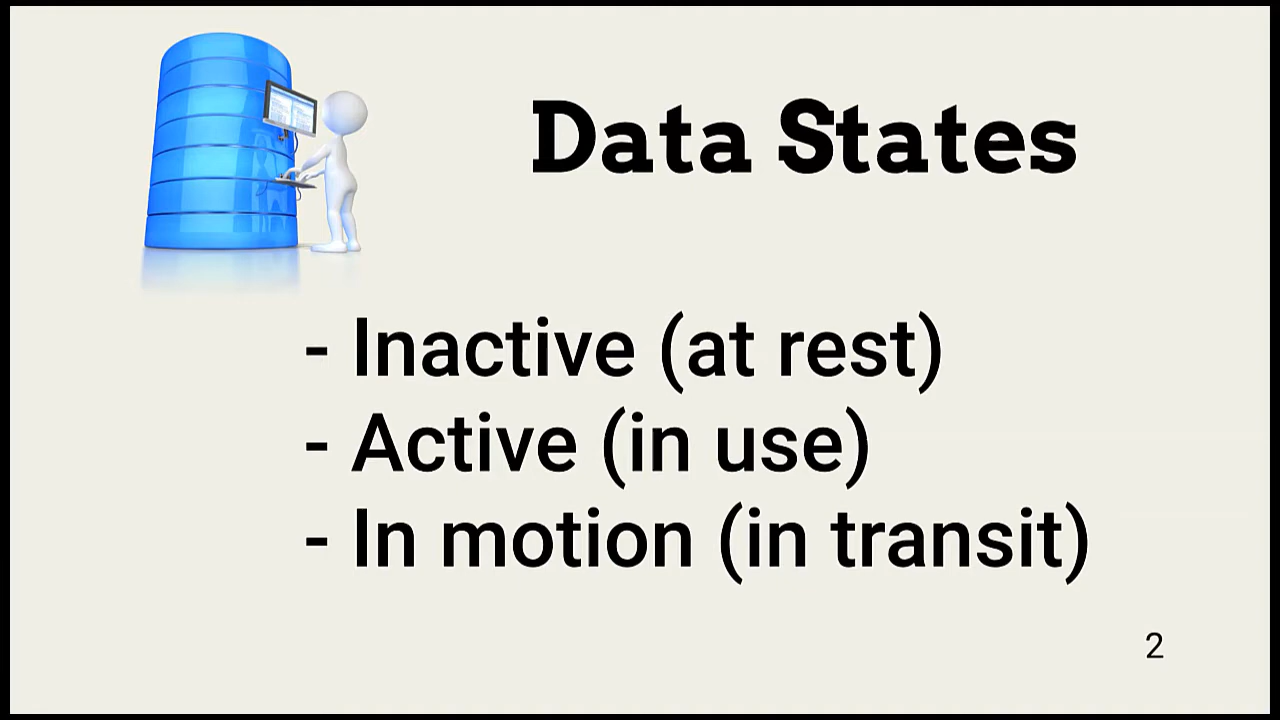 Data States
- Inactive (at rest)
- Active (in use)
- In motion (in transit)
2